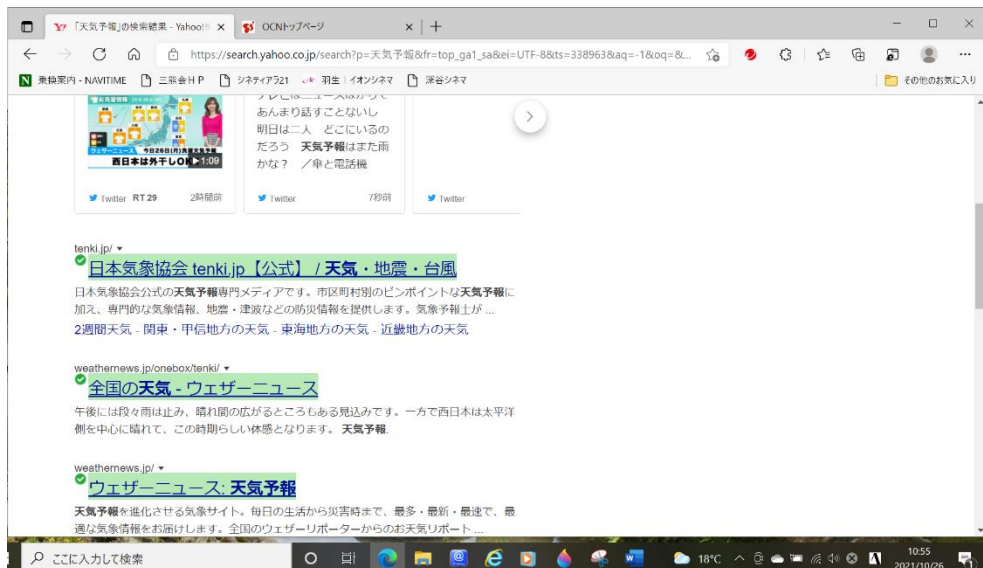 「天気予報」の検索結果 - Yahoo!
OCNトップページ
https://search.yahoo.co.jp/search?p=天気予報&fr=top_ga1_sa&ei=UTF-8&ts=338963&aq=-1&oq=&...
乗換案内 - NAVITIME
三熊会ＨＰ
シネティアラ21
羽生 | イオンシネマ
深谷シネマ
その他のお気に入り
あんまり話すことないし
明日は二人 どこにいるの
だろう 天気予報はまた雨
かな？ ／傘と電話機
西日本は外干しOK
1:09
Twitter RT 29 2時間前
Twitter 7秒前
Twitter
tenki.jp/
日本気象協会 tenki.jp【公式】 / 天気・地震・台風
日本気象協会公式の天気予報専門メディアです。市区町村別のピンポイントな天気予報に
加え、専門的な気象情報、地震・津波などの防災情報を提供します。気象予報士が ...
2週間天気 - 関東・甲信地方の天気 - 東海地方の天気 - 近畿地方の天気
weathernews.jp/onebox/tenki/
全国の天気 - ウェザーニュース
午後には段々雨は止み、晴れ間の広がるところもある見込みです。一方で西日本は太平洋
側を中心に晴れて、この時期らしい体感となります。 天気予報.
weathernews.jp/
ウェザーニュース: 天気予報
天気予報を進化させる気象サイト。毎日の生活から災害時まで、最多・最新・最速で、最
適な気象情報をお届けします。全国のウェザーリポーターからのお天気リポート ...
ここに入力して検索
18℃
10:55
2021/10/26